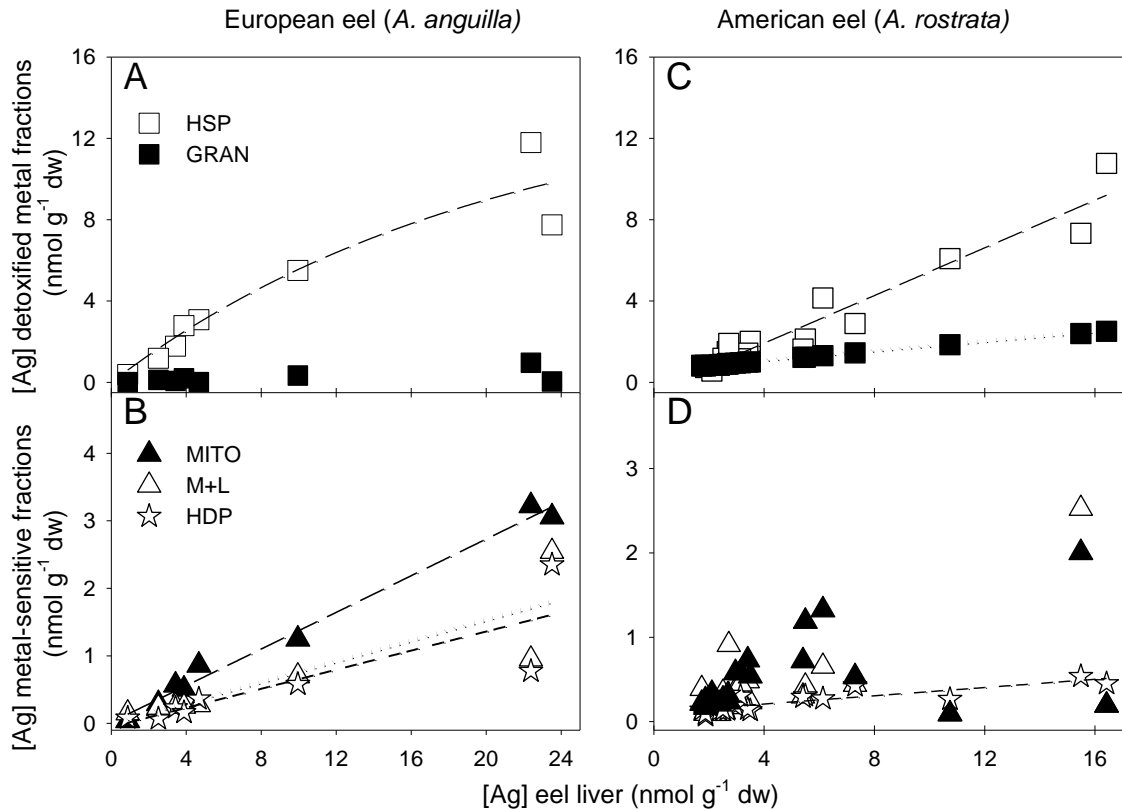 European eel (A. anguilla)
American eel (A. rostrata)
[Ag] detoxified metal fractions
(nmol g⁻¹ dw)
16
12
8
4
0
A
HSP
GRAN
16
12
8
4
0
C
[Ag] metal-sensitive fractions
(nmol g⁻¹ dw)
4
3
2
1
0
B
MITO
M+L
HDP
0 4 8 12 16 20 24
3
2
1
0
D
0 4 8 12 16
[Ag] eel liver (nmol g⁻¹ dw)